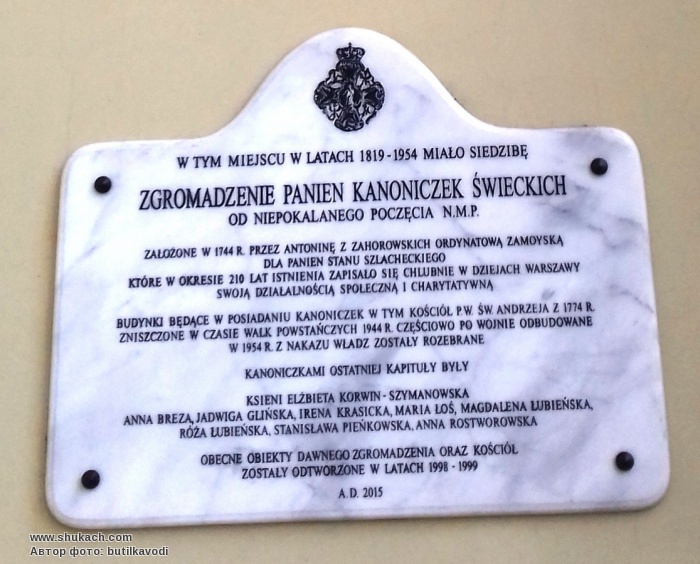 W TYM MIEJSCU W LATACH 1819-1954 MIAŁO SIEDZIBĘ
ZGROMADZENIE PANIEN KANONICZEK ŚWIECKICH
OD NIEPOKALANEGO POCZĘCIA N.M.P.
ZAŁOŻONE W 1744 R. PRZEZ ANTONINĘ Z ZAHOROWSKICH ORDYNATOWĄ ZAMOYSKĄ
DLA PANIEN STANU SZLACHECKIEGO
KTÓRE W OKRESIE 210 LAT ISTNIENIA ZAPISAŁO SIĘ CHLUBNIE W DZIEJACH WARSZAWY
SWOJĄ DZIAŁALNOŚCIĄ SPOŁECZNĄ I CHARYTATYWNĄ
BUDYNKI BĘDĄCE W POSIADANIU KANONICZEK W TYM KOŚCIÓŁ P.W. ŚW. ANDRZEJA Z 1774 R.
ZNISZCZONE W CZASIE WALK POWSTAŃCZYCH 1944 R. CZĘŚCIOWO PO WOJNIE ODBUDOWANE
W 1954 R. Z NAKAZU WŁADZ ZOSTAŁY ROZEBRANE
KANONICZKAMI OSTATNIEJ KAPITUŁY BYŁY
KSIENI ELŻBIETA KORWIN-SZYMANOWSKA
ANNA BREZA, JADWIGA GLIŃSKA, IRENA KRASICKA, MARIA ŁOŚ, MAGDALENA ŁUBIEŃSKA,
RÓŻA ŁUBIEŃSKA, STANISŁAWA PIEŃKOWSKA, ANNA ROSTWOROWSKA
OBECNE OBIEKTY DAWNEGO ZGROMADZENIA ORAZ KOŚCIÓŁ
ZOSTAŁY ODTWORZONE W LATACH 1998-1999
A.D. 2015
www.shukach.com
Автор фото: butilkavodi